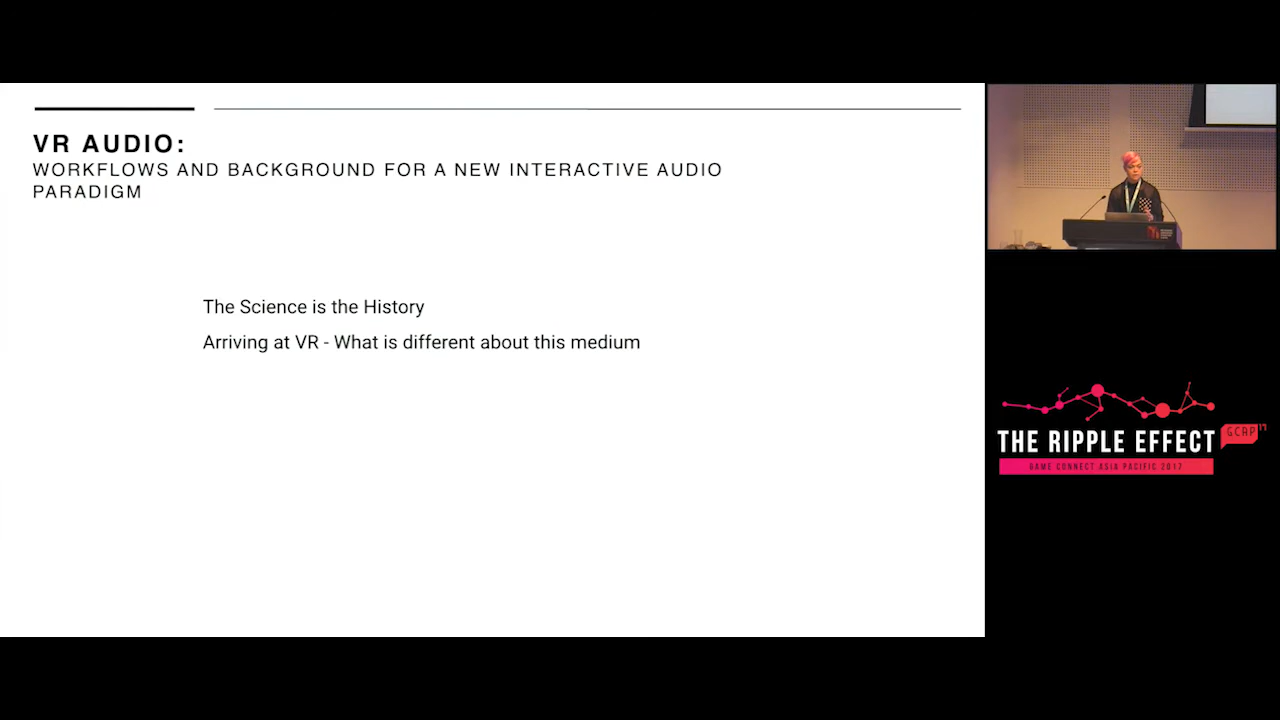 VR AUDIO:
WORKFLOWS AND BACKGROUND FOR A NEW INTERACTIVE AUDIO
PARADIGM
The Science is the History
Arriving at VR - What is different about this medium
THE RIPPLE EFFECT
GCAP 17
GAME CONNECT ASIA PACIFIC 2017